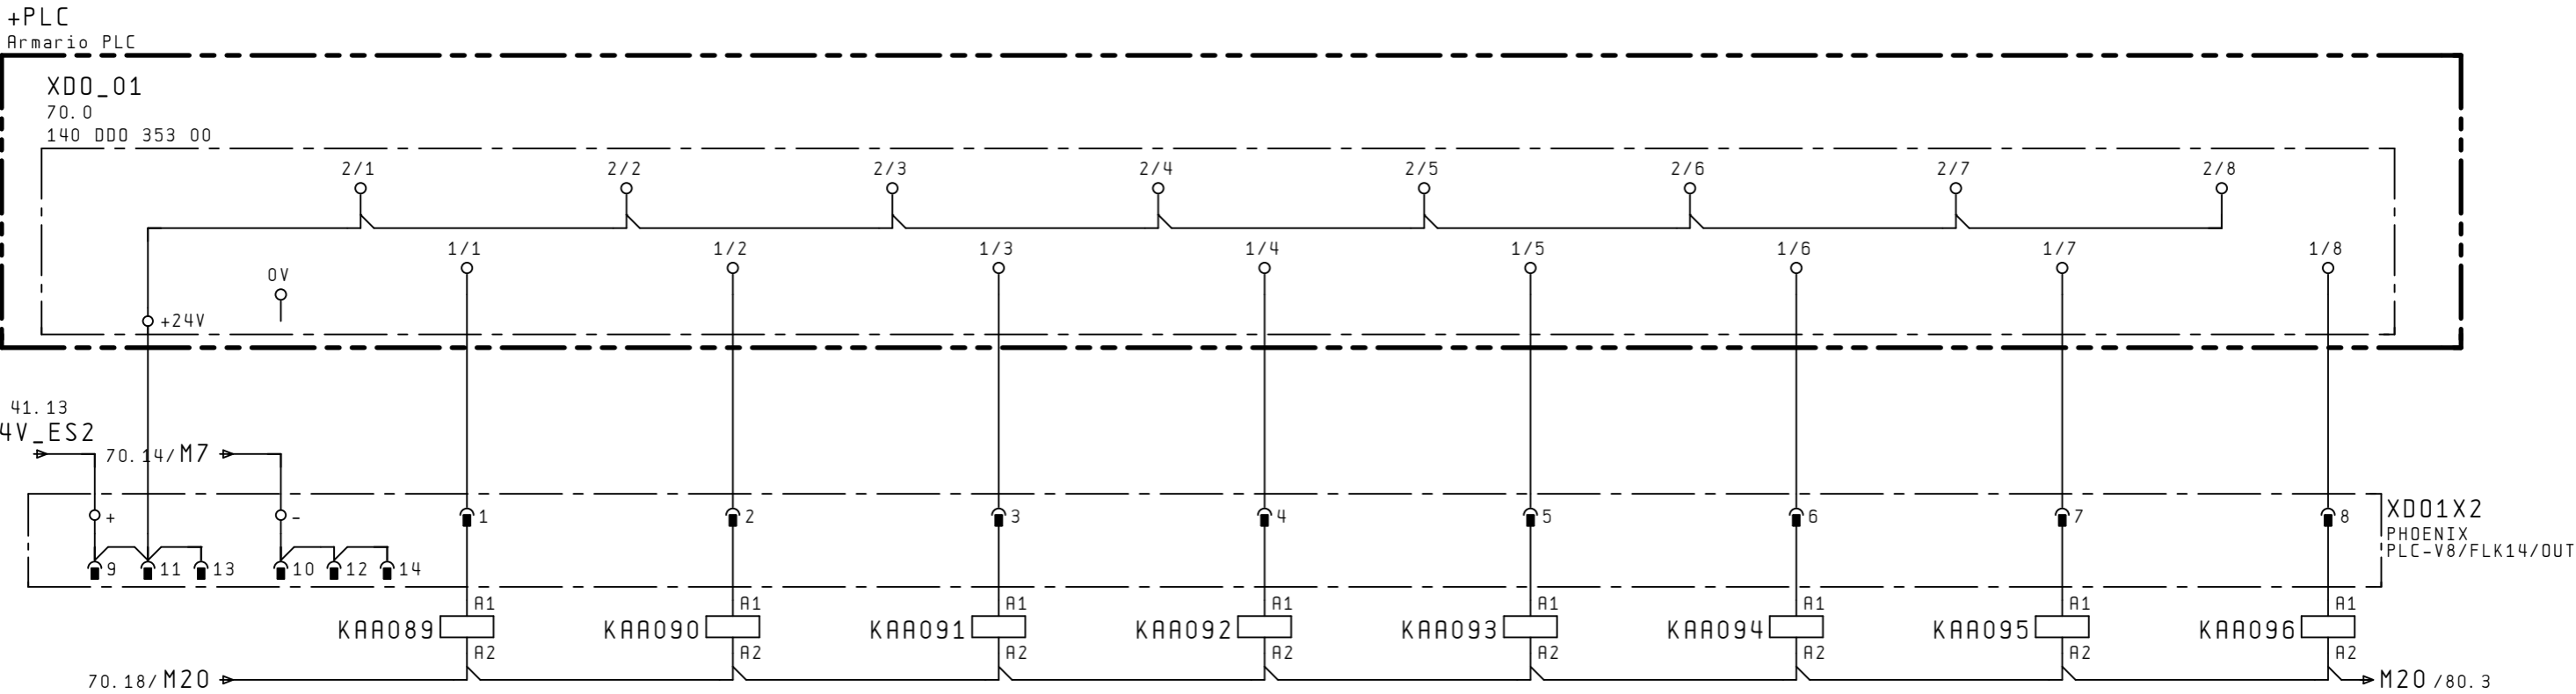 +PLC
Armario PLC
XDO_01
70.0
140 DDO 353 00
2/1 2/2 2/3 2/4 2/5 2/6 2/7 2/8
1/1 1/2 1/3 1/4 1/5 1/6 1/7 1/8
0V
+24V
41.13
4V_ES2
70.14/M7
+ - 1 2 3 4 5 6 7 8
XDO1X2
PHOENIX
PLC-V8/FLK14/OUT
9 11 13 10 12 14
A1 A1 A1 A1 A1 A1 A1 A1
KAA089 KAA090 KAA091 KAA092 KAA093 KAA094 KAA095 KAA096
A2 A2 A2 A2 A2 A2 A2 A2
70.18/M20 M20/80.3